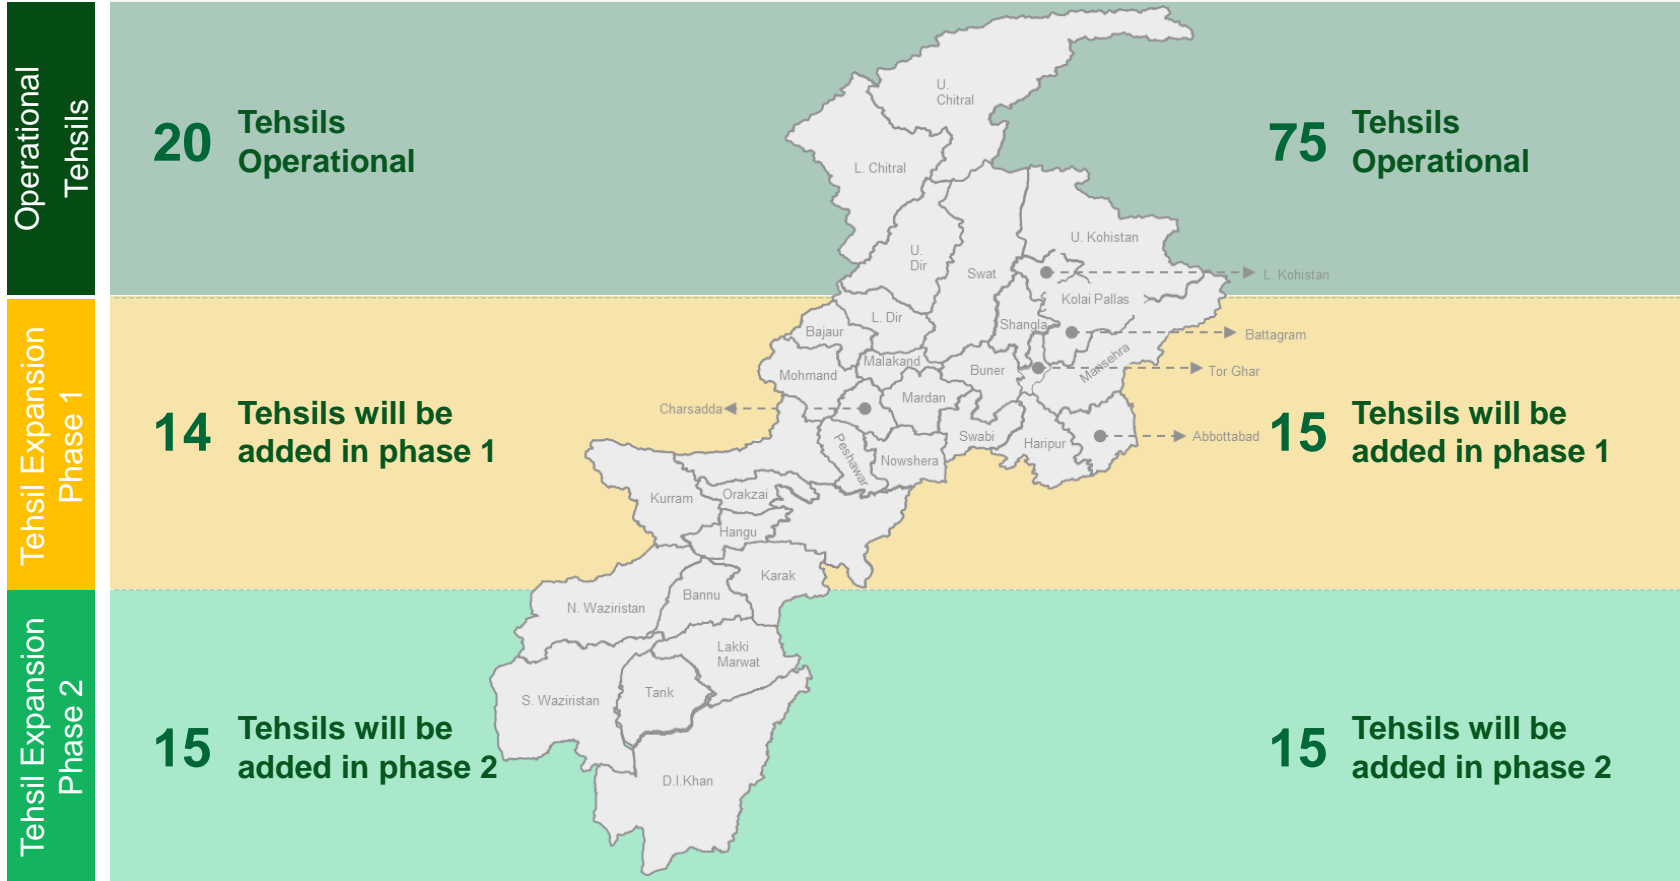 Operational
Tehsils
20
Tehsils
Operational
75
Tehsils
Operational
Tehsil Expansion
Phase 1
14
Tehsils will be
added in phase 1
15
Tehsils will be
added in phase 1
Tehsil Expansion
Phase 2
15
Tehsils will be
added in phase 2
15
Tehsils will be
added in phase 2
U.
Chitral
L. Chitral
U. Kohistan
U.
Dir
Swat
L. Kohistan
Kolai Pallas
L. Dir
Shangla
Bajaur
Battagram
Malakand
Mansehra
Mohmand
Buner
Tor Ghar
Mardan
Charsadda
Swabi
Haripur
Abbottabad
Peshawar
Nowshera
Kurram
Orakzai
Hangu
Karak
Bannu
N. Waziristan
Lakki
Marwat
Tank
S. Waziristan
D.I.Khan